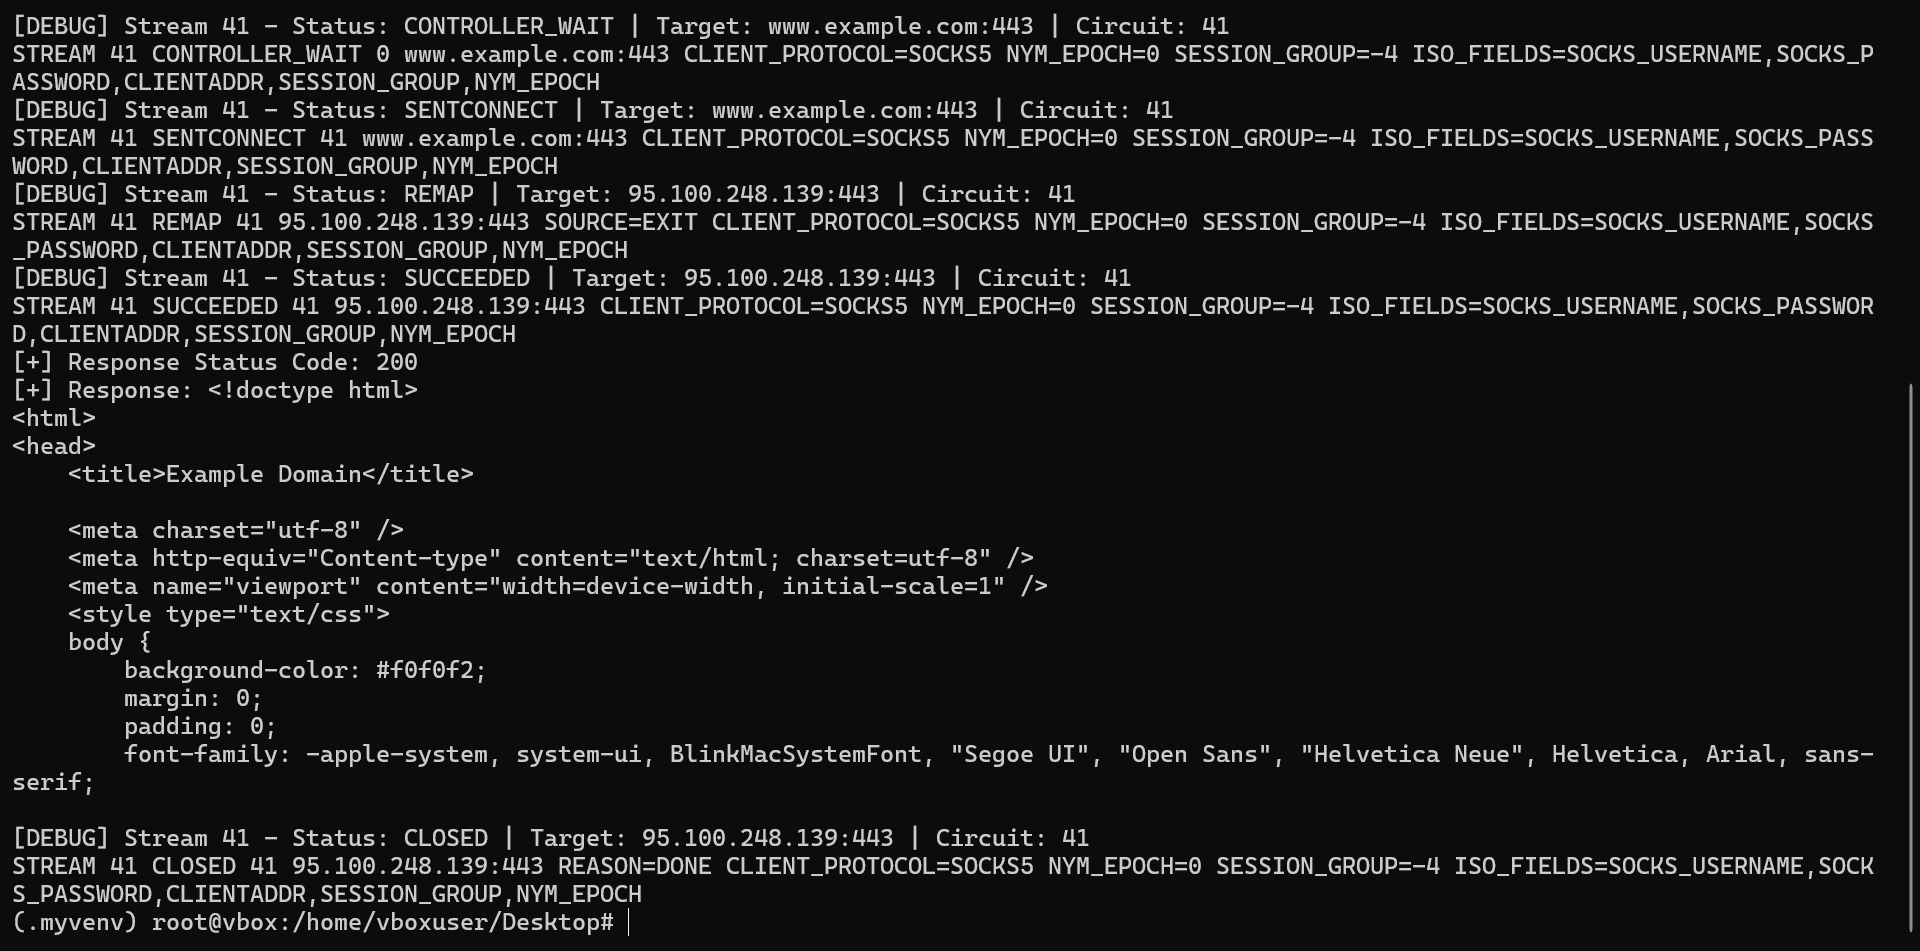 [DEBUG] Stream 41 - Status: CONTROLLER_WAIT | Target: www.example.com:443 | Circuit: 41
STREAM 41 CONTROLLER_WAIT 0 www.example.com:443 CLIENT_PROTOCOL=SOCKS5 NYM_EPOCH=0 SESSION_GROUP=-4 ISO_FIELDS=SOCKS_USERNAME,SOCKS_P
ASSWORD,CLIENTADDR,SESSION_GROUP,NYM_EPOCH
[DEBUG] Stream 41 - Status: SENTCONNECT | Target: www.example.com:443 | Circuit: 41
STREAM 41 SENTCONNECT 41 www.example.com:443 CLIENT_PROTOCOL=SOCKS5 NYM_EPOCH=0 SESSION_GROUP=-4 ISO_FIELDS=SOCKS_USERNAME,SOCKS_PASS
WORD,CLIENTADDR,SESSION_GROUP,NYM_EPOCH
[DEBUG] Stream 41 - Status: REMAP | Target: 95.100.248.139:443 | Circuit: 41
STREAM 41 REMAP 41 95.100.248.139:443 SOURCE=EXIT CLIENT_PROTOCOL=SOCKS5 NYM_EPOCH=0 SESSION_GROUP=-4 ISO_FIELDS=SOCKS_USERNAME,SOCKS
_PASSWORD,CLIENTADDR,SESSION_GROUP,NYM_EPOCH
[DEBUG] Stream 41 - Status: SUCCEEDED | Target: 95.100.248.139:443 | Circuit: 41
STREAM 41 SUCCEEDED 41 95.100.248.139:443 CLIENT_PROTOCOL=SOCKS5 NYM_EPOCH=0 SESSION_GROUP=-4 ISO_FIELDS=SOCKS_USERNAME,SOCKS_PASSWOR
D,CLIENTADDR,SESSION_GROUP,NYM_EPOCH
[+] Response Status Code: 200
[+] Response: <!doctype html>
<html>
<head>
    <title>Example Domain</title>

    <meta charset="utf-8" />
    <meta http-equiv="Content-type" content="text/html; charset=utf-8" />
    <meta name="viewport" content="width=device-width, initial-scale=1" />
    <style type="text/css">
    body {
        background-color: #f0f0f2;
        margin: 0;
        padding: 0;
        font-family: -apple-system, system-ui, BlinkMacSystemFont, "Segoe UI", "Open Sans", "Helvetica Neue", Helvetica, Arial, sans-
serif;

[DEBUG] Stream 41 - Status: CLOSED | Target: 95.100.248.139:443 | Circuit: 41
STREAM 41 CLOSED 41 95.100.248.139:443 REASON=DONE CLIENT_PROTOCOL=SOCKS5 NYM_EPOCH=0 SESSION_GROUP=-4 ISO_FIELDS=SOCKS_USERNAME,SOCK
S_PASSWORD,CLIENTADDR,SESSION_GROUP,NYM_EPOCH
(.myvenv) root@vbox:/home/vboxuser/Desktop#